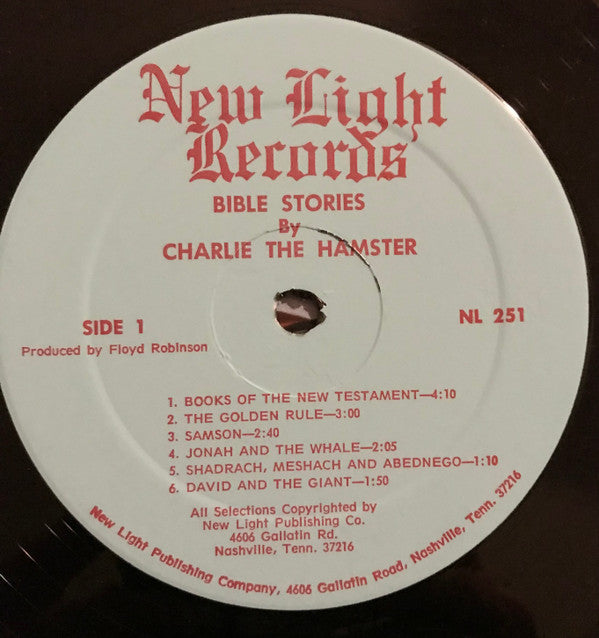 New Light
Records
BIBLE STORIES
By
CHARLIE THE HAMSTER
SIDE 1
NL 251
Produced by Floyd Robinson
1. BOOKS OF THE NEW TESTAMENT—4:10
2. THE GOLDEN RULE—3:00
3. SAMSON—2:40
4. JONAH AND THE WHALE—2:05
5. SHADRACH, MESHACH AND ABEDNEGO—1:10
6. DAVID AND THE GIANT—1:50
All Selections Copyrighted by
New Light Publishing Co.
4606 Gallatin Rd.
Nashville, Tenn. 37216
New Light Publishing Company, 4606 Gallatin Road, Nashville, Tenn. 37216